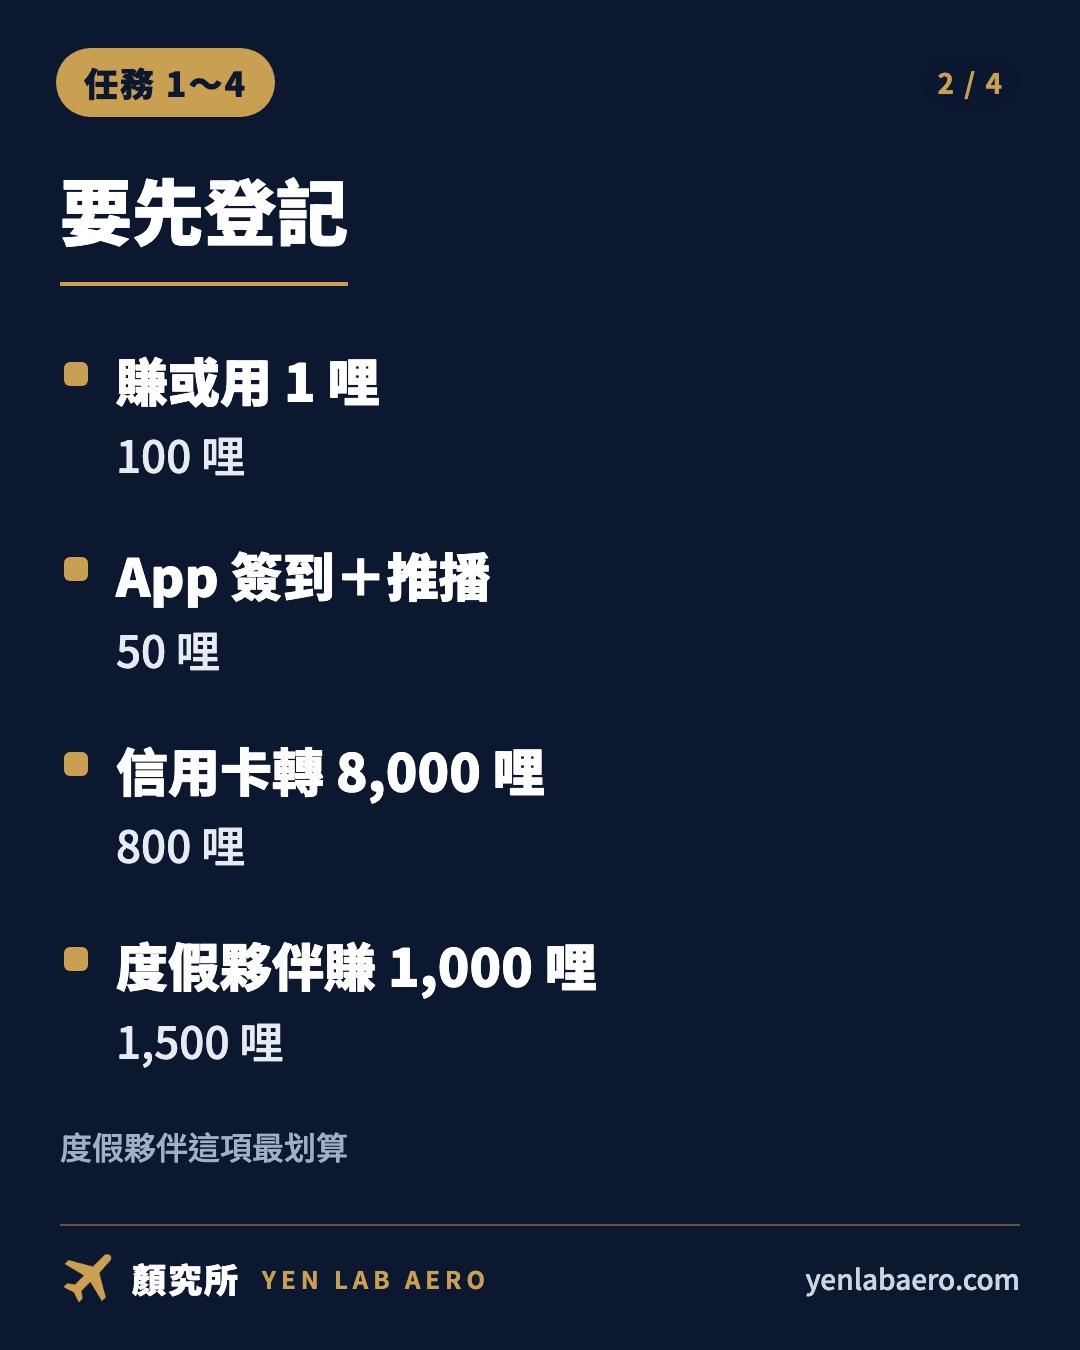 任務 1～4
2 / 4
要先登記
賺或用 1 哩
100 哩
App 簽到＋推播
50 哩
信用卡轉 8,000 哩
800 哩
度假夥伴賺 1,000 哩
1,500 哩
度假夥伴這項最划算
顏究所 YEN LAB AERO
yenlabaero.com